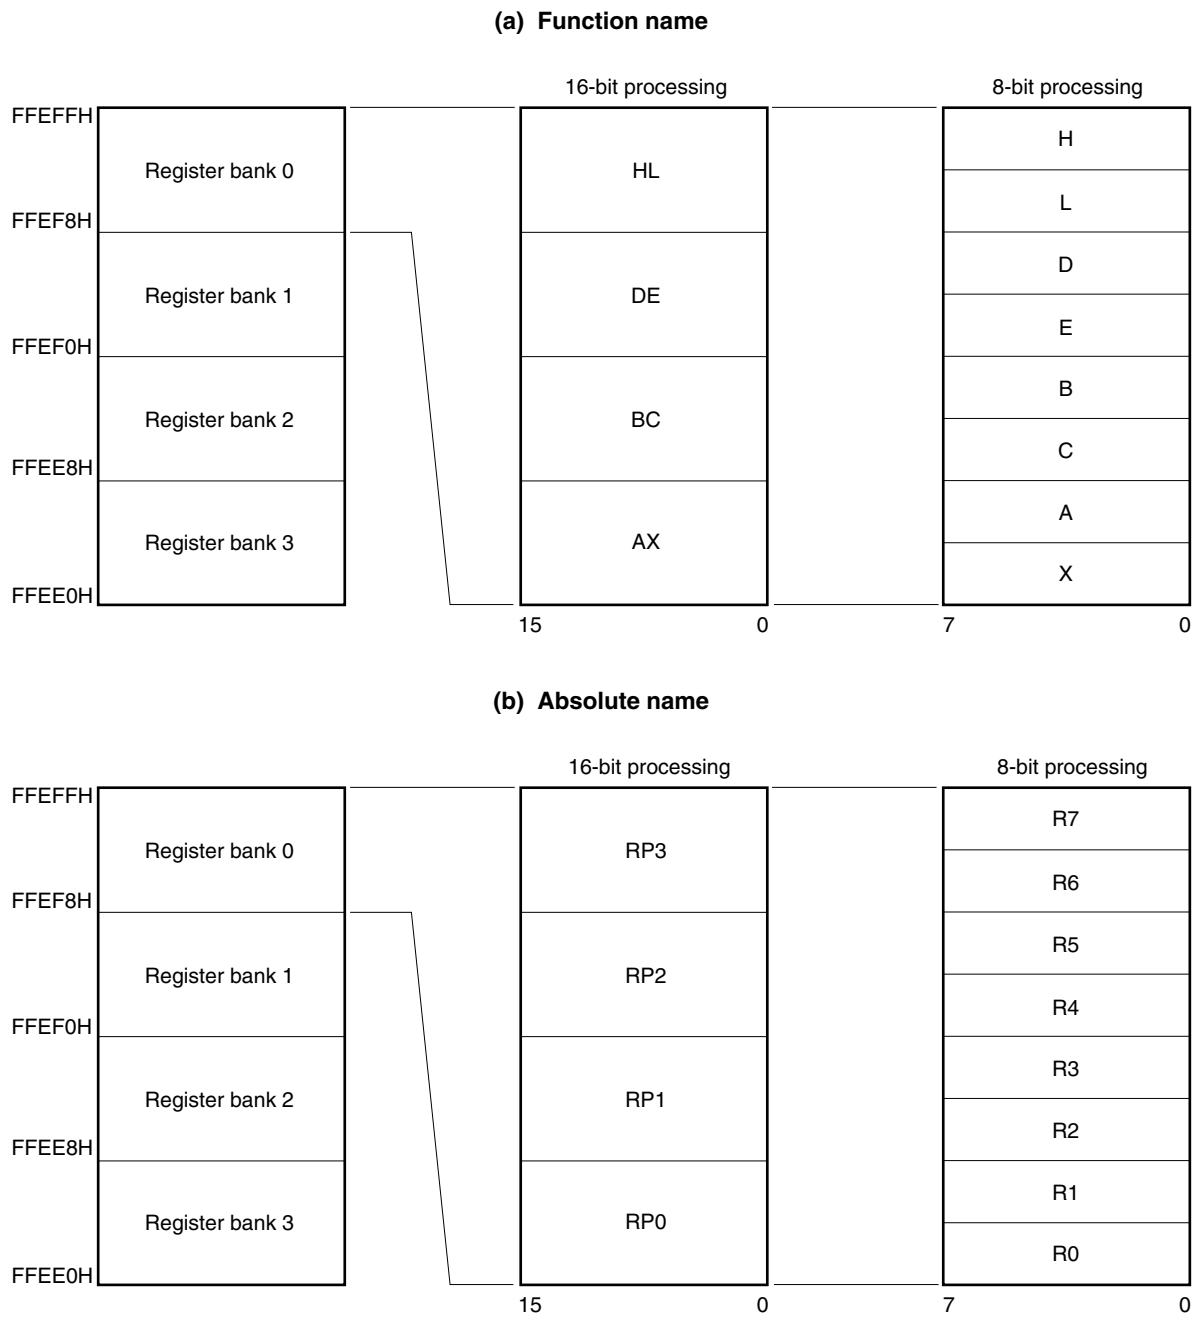 (a) Function name
16-bit processing 8-bit processing
FFEFFH
Register bank 0 HL H
L
FFEF8H
Register bank 1 DE D
E
FFEF0H
Register bank 2 BC B
C
FFEE8H
Register bank 3 AX A
X
FFEE0H
15 0 7 0
(b) Absolute name
16-bit processing 8-bit processing
FFEFFH
Register bank 0 RP3 R7
R6
FFEF8H
Register bank 1 RP2 R5
R4
FFEF0H
Register bank 2 RP1 R3
R2
FFEE8H
Register bank 3 RP0 R1
R0
FFEE0H
15 0 7 0